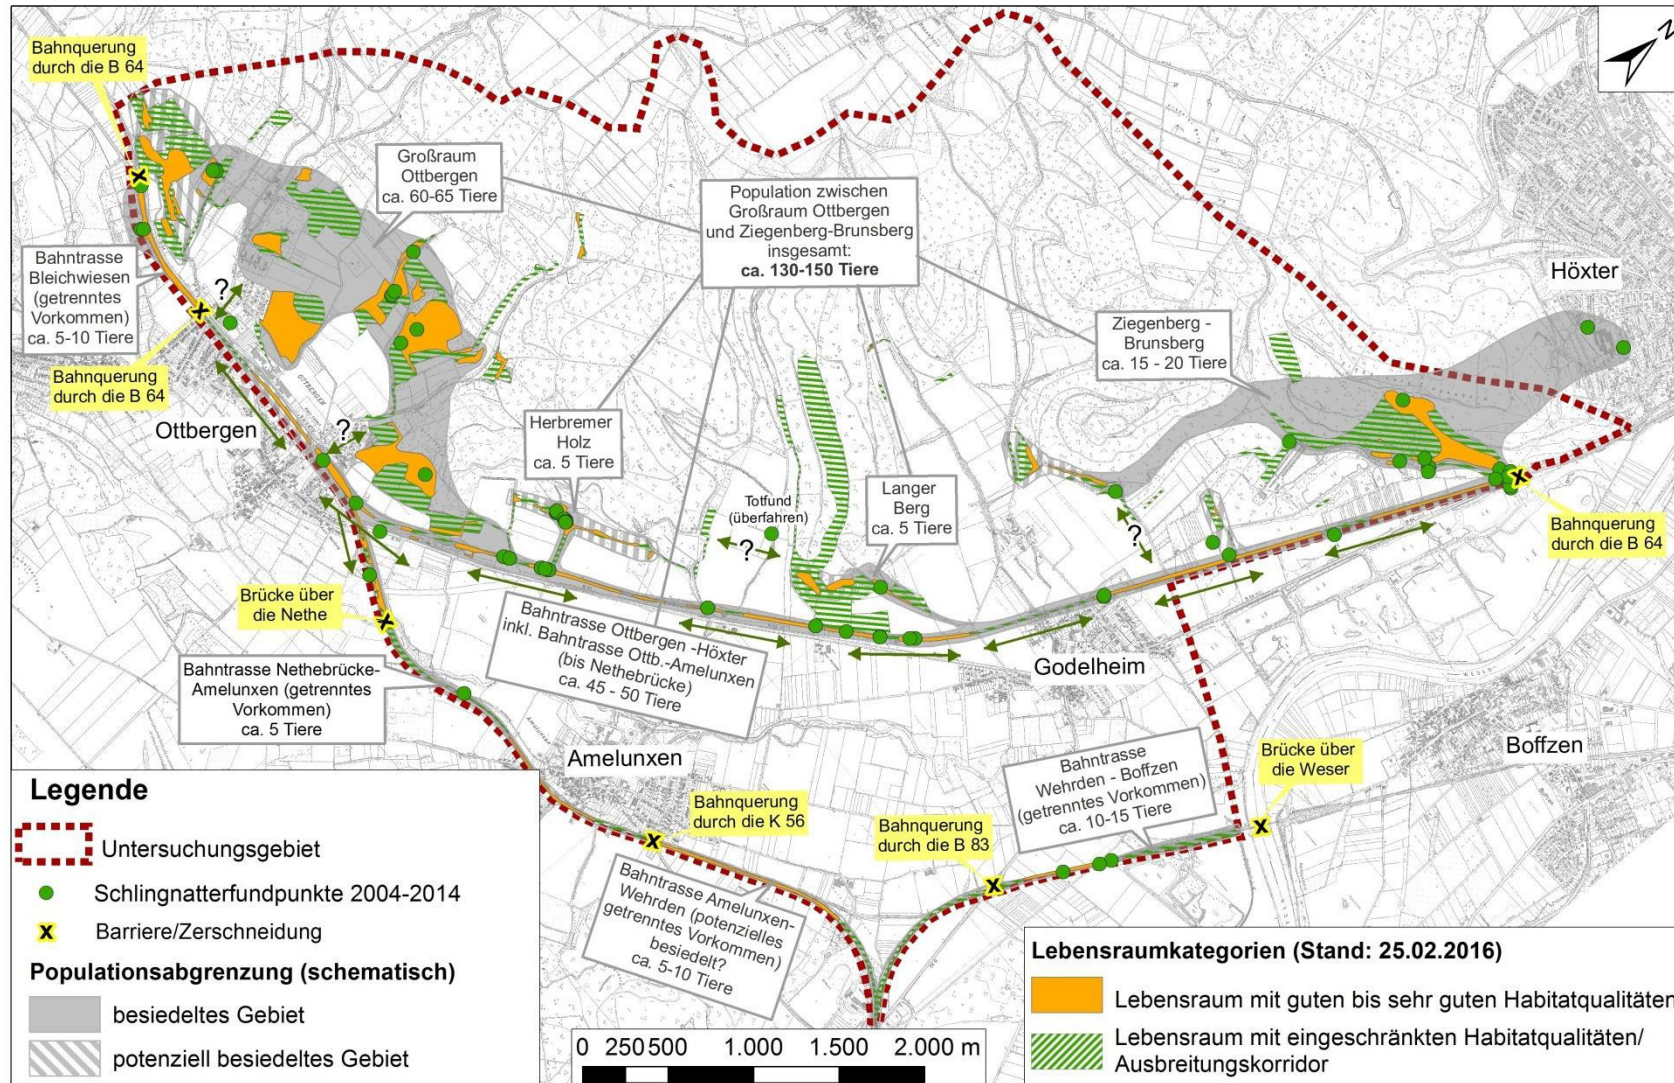 Bahnquerung
durch die B 64
N
Großraum
Ottbergen
ca. 60-65 Tiere
Population zwischen
Großraum Ottbergen
und Ziegenberg-Brunsberg
insgesamt:
ca. 130-150 Tiere
Höxter
Bahntrasse
Bleichwiesen
(getrenntes
Vorkommen)
ca. 5-10 Tiere
?
Ziegenberg -
Brunsberg
ca. 15 - 20 Tiere
Bahnquerung
durch die B 64
OTTBERGEN
Ottbergen
?
Herbremer
Holz
ca. 5 Tiere
Totfund
(überfahren)
?
Langer
Berg
ca. 5 Tiere
?
Bahnquerung
durch die B 64
Brücke über
die Nethe
Bahntrasse Ottbergen -Höxter
inkl. Bahntrasse Ottb.-Amelunxen
(bis Nethebrücke)
ca. 45 - 50 Tiere
Godelheim
Bahntrasse Nethebrücke-
Amelunxen (getrenntes
Vorkommen)
ca. 5 Tiere
Amelunxen
Boffzen
Bahntrasse
Wehrden - Boffzen
(getrenntes Vorkommen)
ca. 10-15 Tiere
Brücke über
die Weser
Bahnquerung
durch die K 56
Bahnquerung
durch die B 83
Bahntrasse Amelunxen-
Wehrden (potenzielles
getrenntes Vorkommen)
besiedelt?
ca. 5-10 Tiere
Legende
Untersuchungsgebiet
Schlingnatterfundpunkte 2004-2014
x Barriere/Zerschneidung
Populationsabgrenzung (schematisch)
besiedeltes Gebiet
potenziell besiedeltes Gebiet
0 250 500 1.000 1.500 2.000 m
Lebensraumkategorien (Stand: 25.02.2016)
Lebensraum mit guten bis sehr guten Habitatqualitäten
Lebensraum mit eingeschränkten Habitatqualitäten/
Ausbreitungskorridor